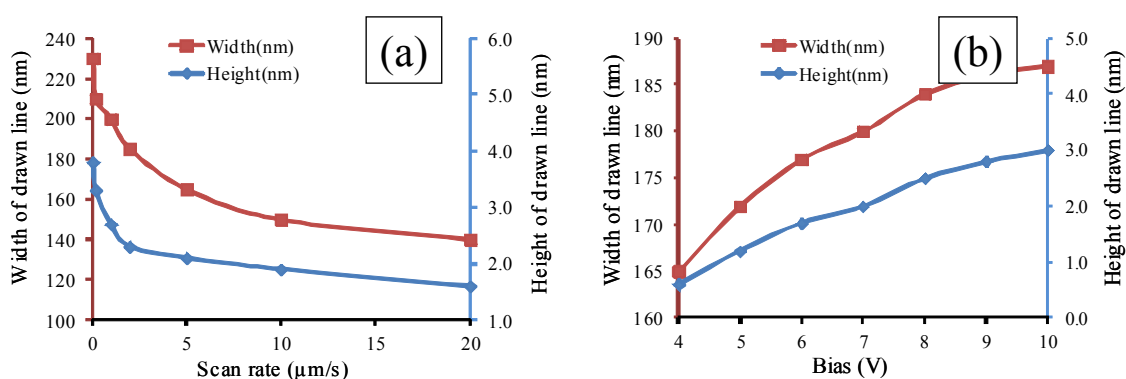 (a)
Width(nm)
Height(nm)
Width of drawn line (nm)
240
220
200
180
160
140
120
100
Height of drawn line (nm)
6.0
5.0
4.0
3.0
2.0
1.0
0 5 10 15 20
Scan rate (µm/s)
(b)
Width(nm)
Height(nm)
Width of drawn line (nm)
190
185
180
175
170
165
160
Height of drawn line (nm)
5.0
4.0
3.0
2.0
1.0
0.0
4 5 6 7 8 9 10
Bias (V)